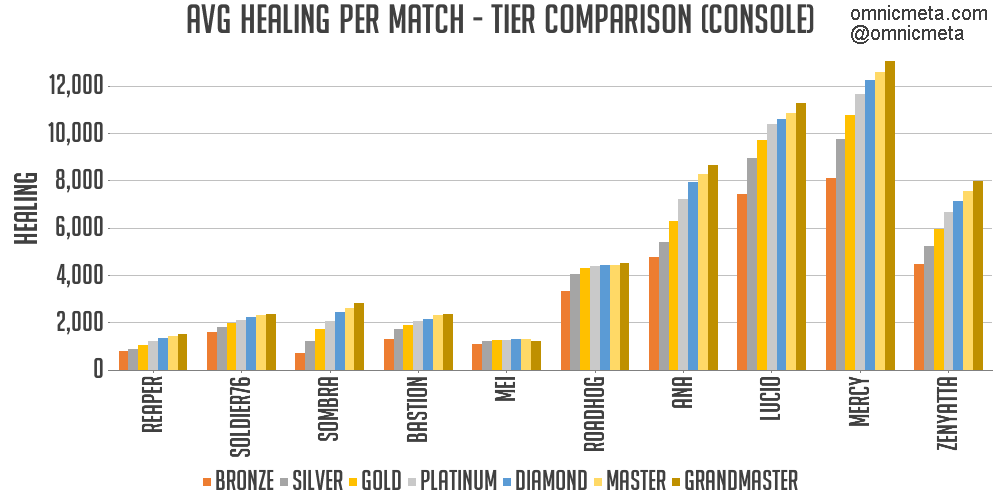 AVG HEALING PER MATCH - TIER COMPARISON (CONSOLE)
omnicmeta.com
@omnicmeta
HEALING
12,000
10,000
8,000
6,000
4,000
2,000
0
REAPER
SOLDIER76
SOMBRA
BASTION
MEI
ROADHOG
ANA
LUCIO
MERCY
ZENYATTA
BRONZE SILVER GOLD PLATINUM DIAMOND MASTER GRANDMASTER